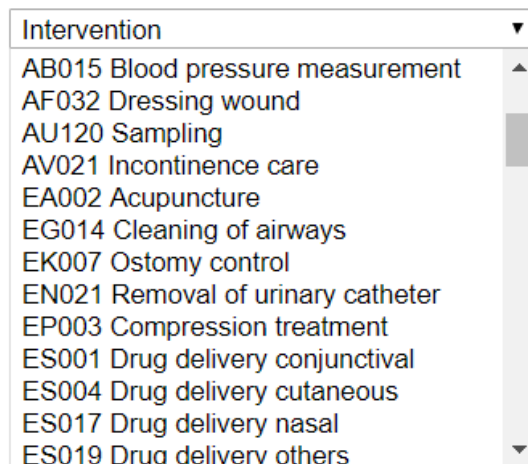 Intervention
AB015 Blood pressure measurement
AF032 Dressing wound
AU120 Sampling
AV021 Incontinence care
EA002 Acupuncture
EG014 Cleaning of airways
EK007 Ostomy control
EN021 Removal of urinary catheter
EP003 Compression treatment
ES001 Drug delivery conjunctival
ES004 Drug delivery cutaneous
ES017 Drug delivery nasal
ES019 Drug delivery others